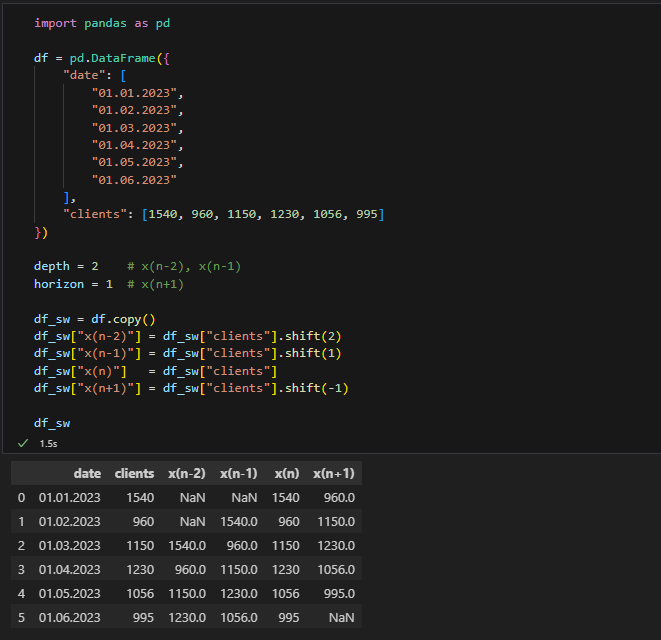 import pandas as pd
df = pd.DataFrame({
"date": [
"01.01.2023",
"01.02.2023",
"01.03.2023",
"01.04.2023",
"01.05.2023",
"01.06.2023"
],
"clients": [1540, 960, 1150, 1230, 1056, 995]
})
depth = 2    # x(n-2), x(n-1)
horizon = 1  # x(n+1)
df_sw = df.copy()
df_sw["x(n-2)"] = df_sw["clients"].shift(2)
df_sw["x(n-1)"] = df_sw["clients"].shift(1)
df_sw["x(n)"]   = df_sw["clients"]
df_sw["x(n+1)"] = df_sw["clients"].shift(-1)
df_sw
✓ 1.5s
date clients x(n-2) x(n-1) x(n) x(n+1)
0 01.01.2023 1540 NaN NaN 1540 960.0
1 01.02.2023 960 NaN 1540.0 960 1150.0
2 01.03.2023 1150 1540.0 960.0 1150 1230.0
3 01.04.2023 1230 960.0 1150.0 1230 1056.0
4 01.05.2023 1056 1150.0 1230.0 1056 995.0
5 01.06.2023 995 1230.0 1056.0 995 NaN